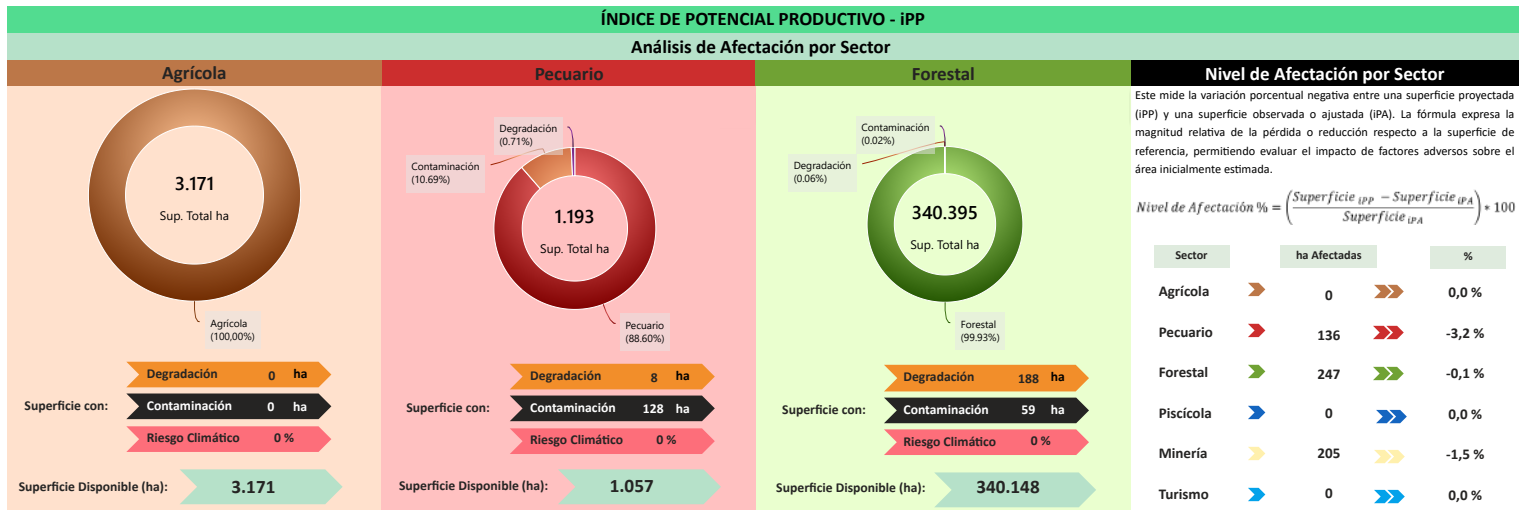 ÍNDICE DE POTENCIAL PRODUCTIVO - iPP
Análisis de Afectación por Sector
Agrícola
3.171
Sup. Total ha
Agrícola
(100,00%)
Superficie con:
Degradación 0 ha
Contaminación 0 ha
Riesgo Climático 0 %
Superficie Disponible (ha): 3.171
Pecuario
Degradación
(0.71%)
Contaminación
(10.69%)
1.193
Sup. Total ha
Pecuario
(88.60%)
Superficie con:
Degradación 8 ha
Contaminación 128 ha
Riesgo Climático 0 %
Superficie Disponible (ha): 1.057
Forestal
Contaminación
(0.02%)
Degradación
(0.06%)
340.395
Sup. Total ha
Forestal
(99.93%)
Superficie con:
Degradación 188 ha
Contaminación 59 ha
Riesgo Climático 0 %
Superficie Disponible (ha): 340.148
Nivel de Afectación por Sector
Este mide la variación porcentual negativa entre una superficie proyectada
(iPP) y una superficie observada o ajustada (iPA). La fórmula expresa la
magnitud relativa de la pérdida o reducción respecto a la superficie de
referencia, permitiendo evaluar el impacto de factores adversos sobre el
área inicialmente estimada.
Nivel de Afectación % = (Superficie iPP − Superficie iPA / Superficie iPA) * 100
Sector ha Afectadas %
Agrícola 0 0,0 %
Pecuario 136 -3,2 %
Forestal 247 -0,1 %
Piscícola 0 0,0 %
Minería 205 -1,5 %
Turismo 0 0,0 %